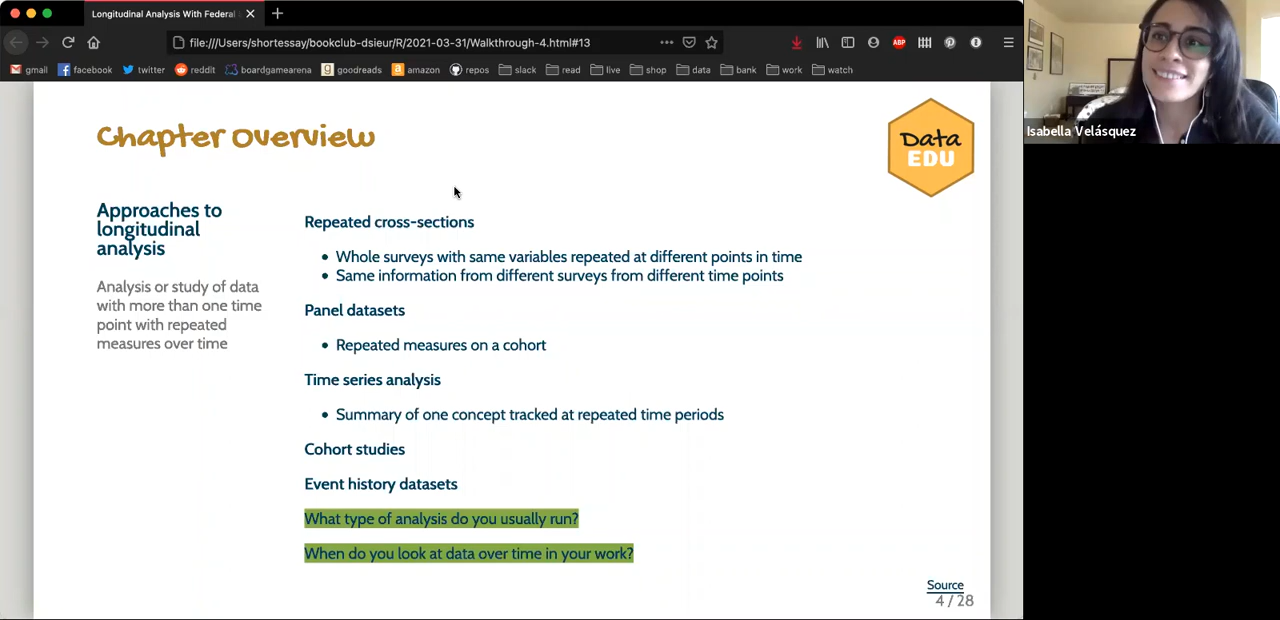 Longitudinal Analysis With Federal
file:///Users/shortessay/bookclub-dsieur/R/2021-03-31/Walkthrough-4.html#13
ABP
gmail facebook twitter reddit boardgamearena goodreads amazon repos slack read live shop data bank work watch
Isabella Velásquez
Chapter overview
Data
EDU
Approaches to
longitudinal
analysis
Analysis or study of data
with more than one time
point with repeated
measures over time
Repeated cross-sections
• Whole surveys with same variables repeated at different points in time
• Same information from different surveys from different time points
Panel datasets
• Repeated measures on a cohort
Time series analysis
• Summary of one concept tracked at repeated time periods
Cohort studies
Event history datasets
What type of analysis do you usually run?
When do you look at data over time in your work?
Source
4 / 28